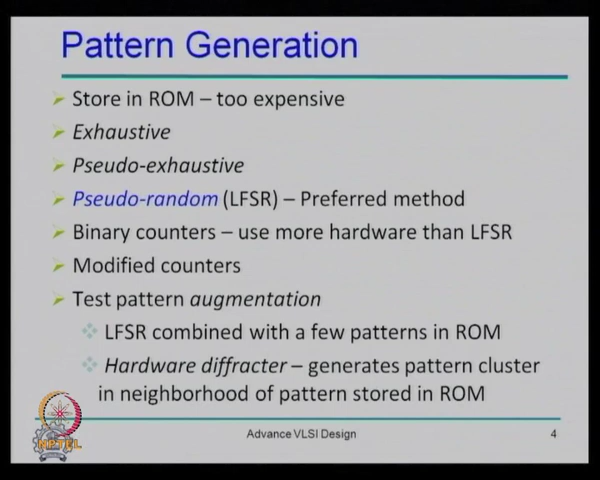 Pattern Generation
Store in ROM – too expensive
Exhaustive
Pseudo-exhaustive
Pseudo-random (LFSR) – Preferred method
Binary counters – use more hardware than LFSR
Modified counters
Test pattern augmentation
LFSR combined with a few patterns in ROM
Hardware diffracter – generates pattern cluster
in neighborhood of pattern stored in ROM
NPTEL
Advance VLSI Design
4